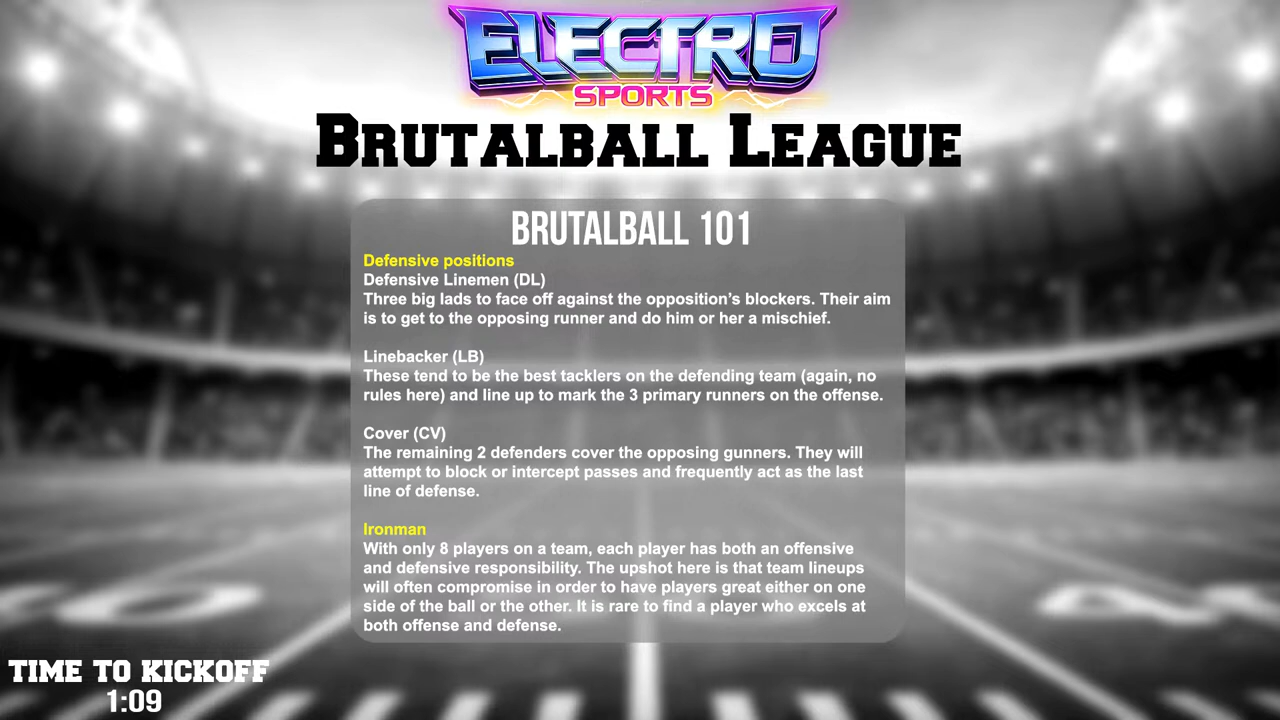 ELECTRO
SPORTS
BRUTALBALL LEAGUE
BRUTALBALL 101
Defensive positions
Defensive Linemen (DL)
Three big lads to face off against the opposition's blockers. Their aim
is to get to the opposing runner and do him or her a mischief.
Linebacker (LB)
These tend to be the best tacklers on the defending team (again, no
rules here) and line up to mark the 3 primary runners on the offense.
Cover (CV)
The remaining 2 defenders cover the opposing gunners. They will
attempt to block or intercept passes and frequently act as the last
line of defense.
Ironman
With only 8 players on a team, each player has both an offensive
and defensive responsibility. The upshot here is that team lineups
will often compromise in order to have players great either on one
side of the ball or the other. It is rare to find a player who excels at
both offense and defense.
TIME TO KICKOFF
1:09